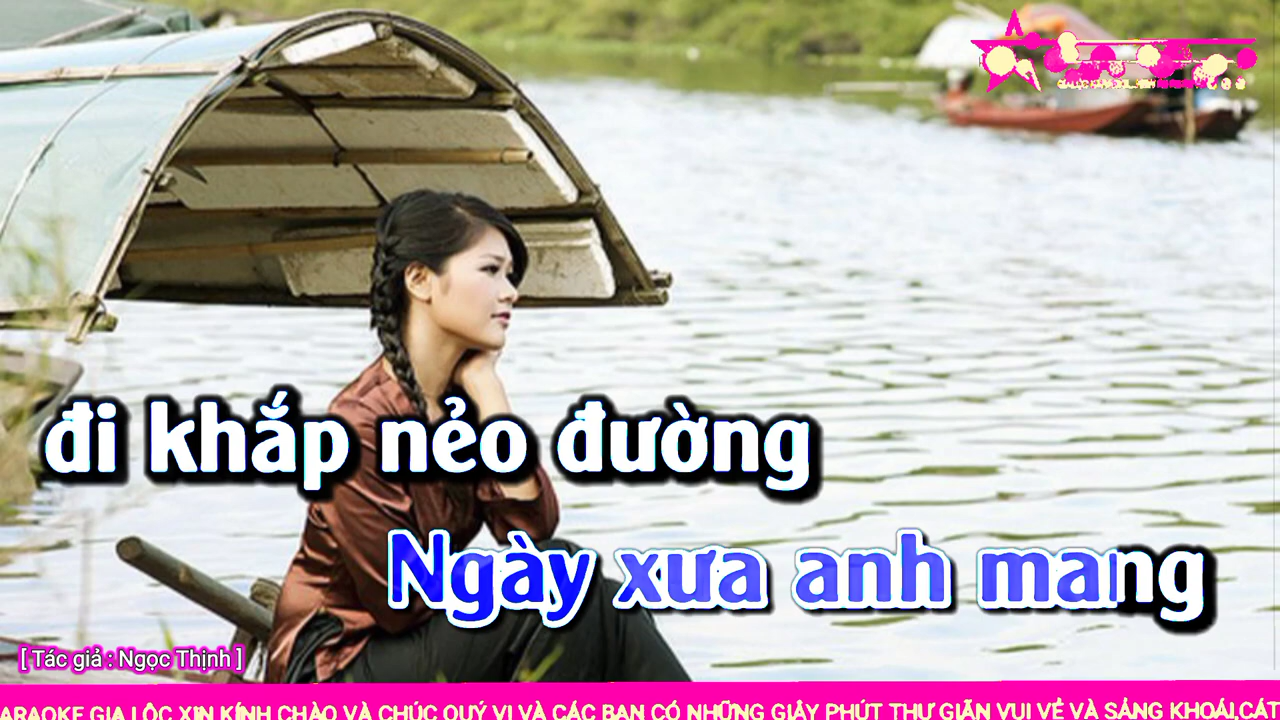 đi khắp nẻo đường
Ngày xưa anh mang
[ Tác giả : Ngọc Thịnh ]
ARAOKE GIA LỘC XIN KÍNH CHÀO VÀ CHÚC QUÝ VỊ VÀ CÁC BẠN CÓ NHỮNG GIÂY PHÚT THƯ GIÃN VUI VẺ VÀ SẢNG KHOÁI.CÁT